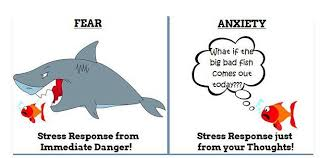 FEAR
Stress Response from
Immediate Danger!
ANXIETY
What if the
big bad fish
comes out
today???
Stress Response just
from your Thoughts!